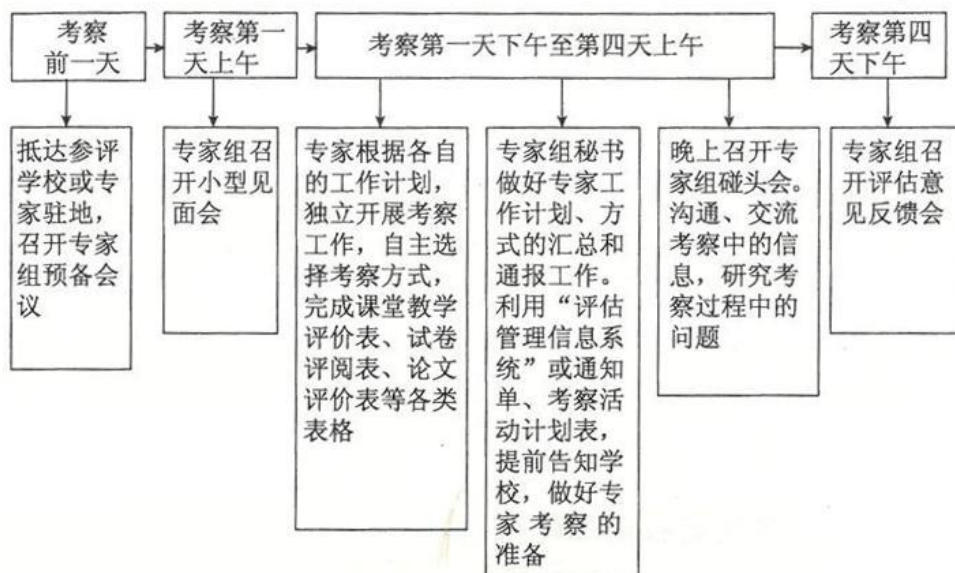 考察
前一天
考察第一
天上午
考察第一天下午至第四天上午
考察第四
天下午
抵达参评
学校或专
家驻地，
召开专家
组预备会
议
专家组召
开小型见
面会
专家根据各自
的工作计划，
独立开展考察
工作，自主选
择考察方式，
完成课堂教学
评价表、试卷
评阅表、论文
评价表等各类
表格
专家组秘书
做好专家工
作计划、方
式的汇总和
通报工作。
利用“评估
管理信息系
统”或通知
单、考察活
动计划表，
提前告知学
校，做好专
家考察的
准备
晚上召开专
家组碰头会。
沟通、交流
考察中的信
息，研究考
察过程中的
问题
专家组召
开评估意
见反馈会